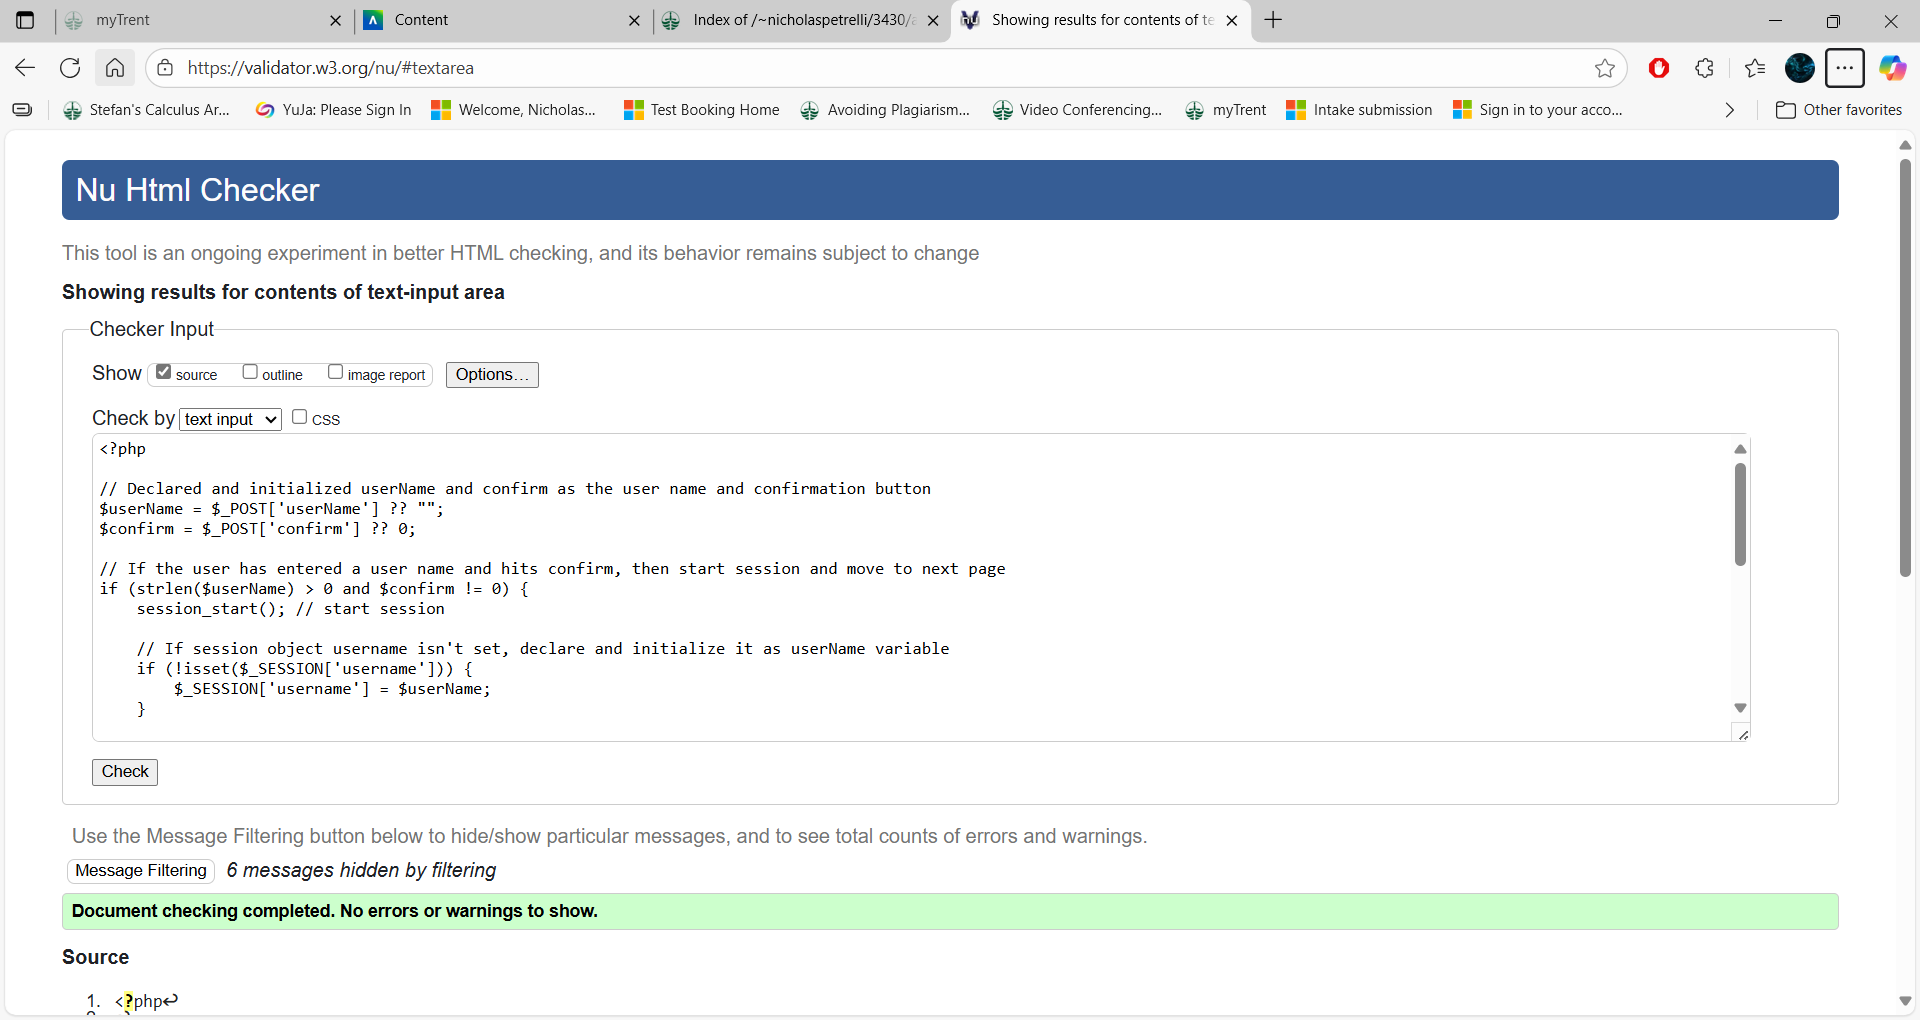 myTrent
Content
Index of /~nicholaspetrelli/3430/
Showing results for contents of te
https://validator.w3.org/nu/#textarea
Stefan's Calculus Ar...
YuJa: Please Sign In
Welcome, Nicholas...
Test Booking Home
Avoiding Plagiarism...
Video Conferencing...
myTrent
Intake submission
Sign in to your acco...
Other favorites
Nu Html Checker
This tool is an ongoing experiment in better HTML checking, and its behavior remains subject to change
Showing results for contents of text-input area
Checker Input
Show source outline image report Options...
Check by text input CSS
<?php
// Declared and initialized userName and confirm as the user name and confirmation button
$userName = $_POST['userName'] ?? "";
$confirm = $_POST['confirm'] ?? 0;
// If the user has entered a user name and hits confirm, then start session and move to next page
if (strlen($userName) > 0 and $confirm != 0) {
session_start(); // start session
// If session object username isn't set, declare and initialize it as userName variable
if (!isset($_SESSION['username'])) {
$_SESSION['username'] = $userName;
}
Check
Use the Message Filtering button below to hide/show particular messages, and to see total counts of errors and warnings.
Message Filtering 6 messages hidden by filtering
Document checking completed. No errors or warnings to show.
Source
1. <?php↩